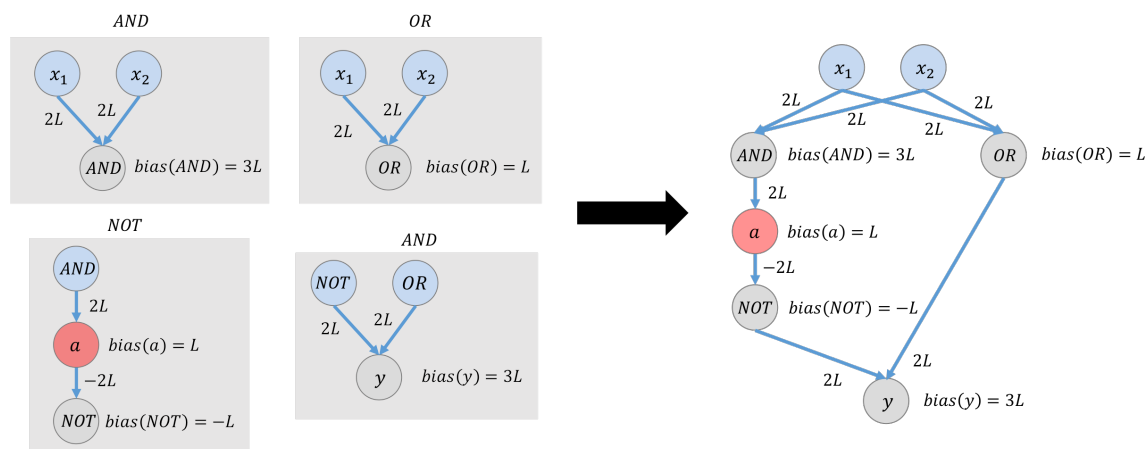 AND
x₁ x₂
2L 2L
AND bias(AND) = 3L
OR
x₁ x₂
2L 2L
OR bias(OR) = L
NOT
AND
2L
a bias(a) = L
−2L
NOT bias(NOT) = −L
AND
NOT OR
2L 2L
y bias(y) = 3L
x₁ x₂
2L 2L 2L 2L
AND bias(AND) = 3L OR bias(OR) = L
2L
a bias(a) = L
−2L
NOT bias(NOT) = −L
2L 2L
y bias(y) = 3L